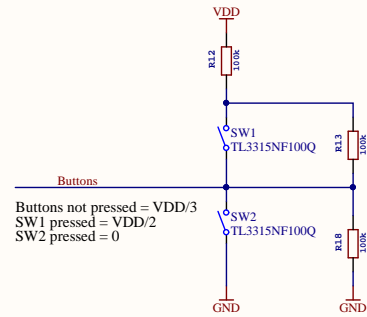 VDD
R12
100k
SW1
TL3315NF100Q
R13
100k
Buttons
Buttons not pressed = VDD/3
SW1 pressed = VDD/2
SW2 pressed = 0
SW2
TL3315NF100Q
R18
100k
GND
GND